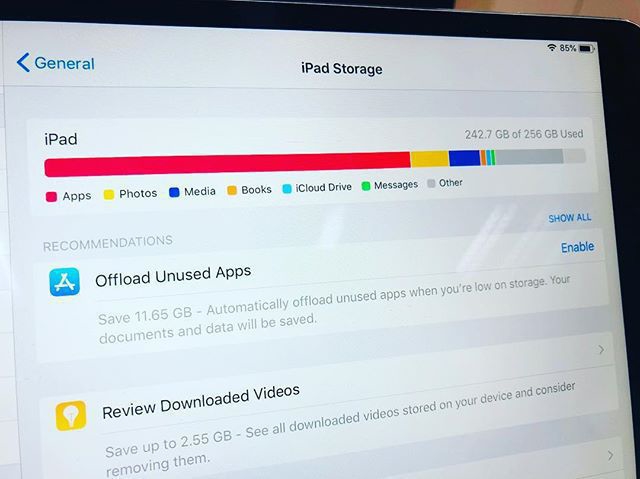 85%
General
iPad Storage
iPad
242.7 GB of 256 GB Used
Apps Photos Media Books iCloud Drive Messages Other
SHOW ALL
RECOMMENDATIONS
Offload Unused Apps
Enable
Save 11.65 GB - Automatically offload unused apps when you're low on storage. Your
documents and data will be saved.
Review Downloaded Videos
Save up to 2.55 GB - See all downloaded videos stored on your device and consider
removing them.